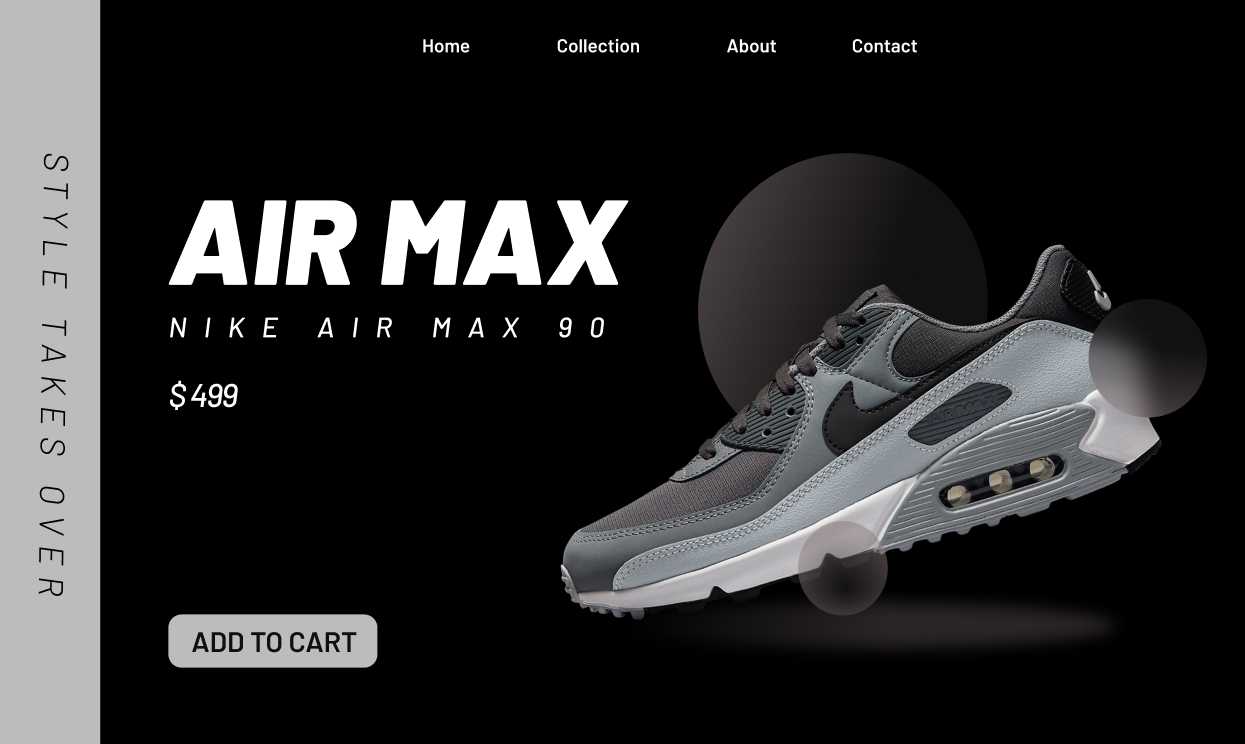 Home Collection About Contact
STYLE TAKES OVER
AIR MAX
NIKE AIR MAX 90
$499
ADD TO CART